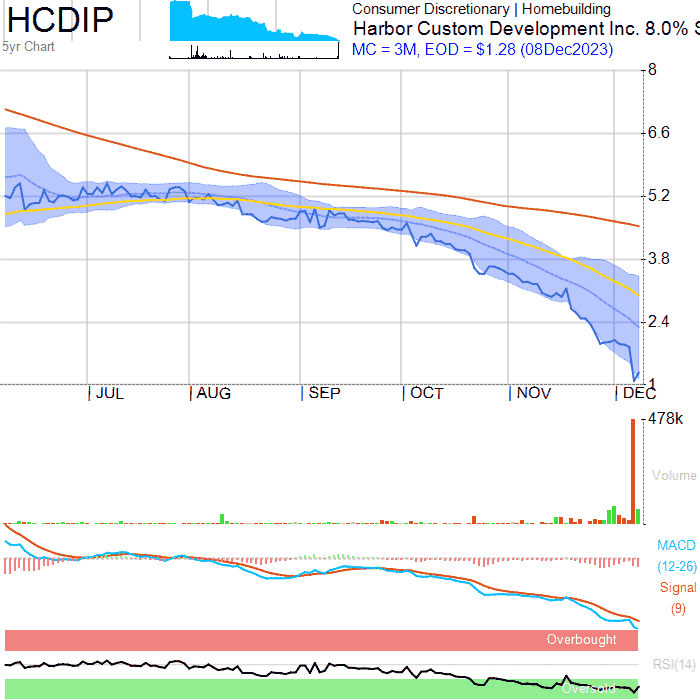 HCDIP
5yr Chart
Consumer Discretionary | Homebuilding
Harbor Custom Development Inc. 8.0% S
MC = 3M, EOD = $1.28 (08Dec2023)
8
6.6
5.2
3.8
2.4
1
JUL AUG SEP OCT NOV DEC
478k
Volume
MACD
(12-26)
Signal
(9)
Overbought
RSI(14)
Oversold